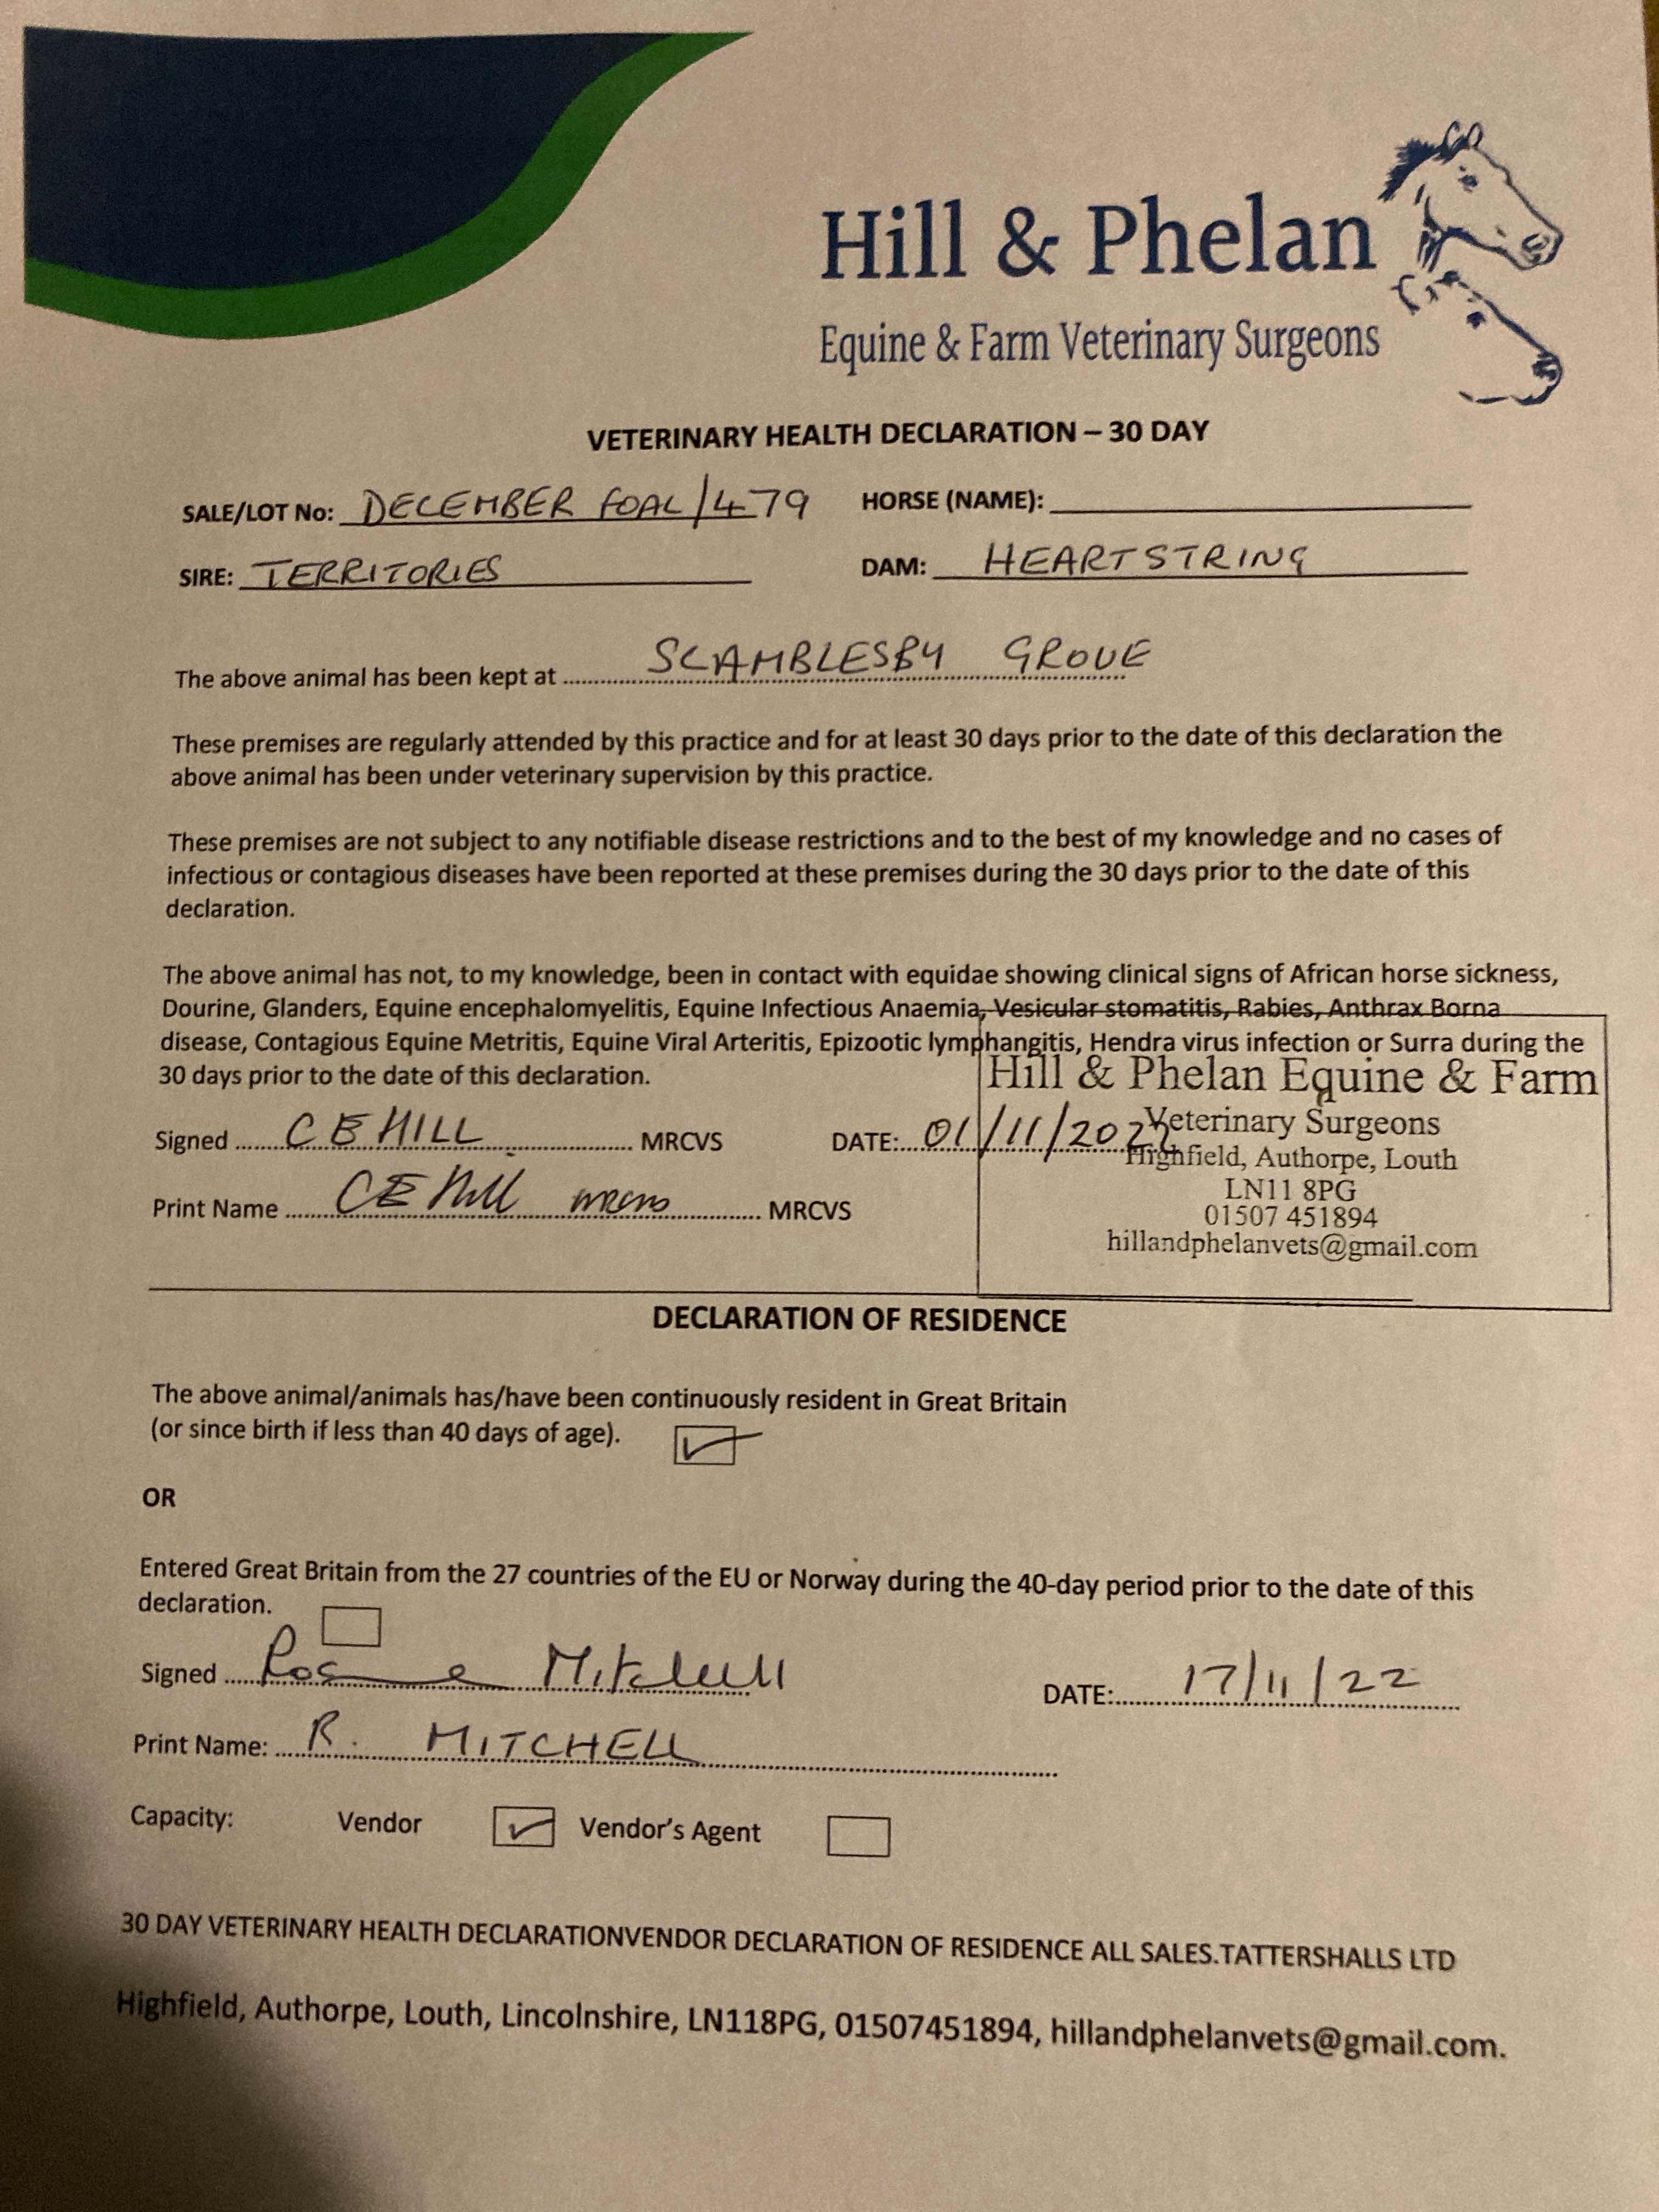 Hill & Phelan
Equine & Farm Veterinary Surgeons
VETERINARY HEALTH DECLARATION – 30 DAY
SALE/LOT No: DECEMBER FOAL/479 HORSE (NAME):
SIRE: TERRITORIES DAM: HEARTSTRING
The above animal has been kept at SCAMBLESBY GROVE
These premises are regularly attended by this practice and for at least 30 days prior to the date of this declaration the
above animal has been under veterinary supervision by this practice.
These premises are not subject to any notifiable disease restrictions and to the best of my knowledge and no cases of
infectious or contagious diseases have been reported at these premises during the 30 days prior to the date of this
declaration.
The above animal has not, to my knowledge, been in contact with equidae showing clinical signs of African horse sickness,
Dourine, Glanders, Equine encephalomyelitis, Equine Infectious Anaemia, Vesicular stomatitis, Rabies, Anthrax Borna
disease, Contagious Equine Metritis, Equine Viral Arteritis, Epizootic lymphangitis, Hendra virus infection or Surra during the
30 days prior to the date of this declaration.
Hill & Phelan Equine & Farm
Veterinary Surgeons
Highfield, Authorpe, Louth
LN11 8PG
01507 451894
hillandphelanvets@gmail.com
Signed C E HILL MRCVS DATE: 01/11/2022
Print Name CE Hill mrcvs MRCVS
DECLARATION OF RESIDENCE
The above animal/animals has/have been continuously resident in Great Britain
(or since birth if less than 40 days of age).
OR
Entered Great Britain from the 27 countries of the EU or Norway during the 40-day period prior to the date of this
declaration.
Signed Mitchell DATE: 17/11/22
Print Name: R. MITCHELL
Capacity: Vendor Vendor's Agent
30 DAY VETERINARY HEALTH DECLARATIONVENDOR DECLARATION OF RESIDENCE ALL SALES.TATTERSHALLS LTD
Highfield, Authorpe, Louth, Lincolnshire, LN118PG, 01507451894, hillandphelanvets@gmail.com.